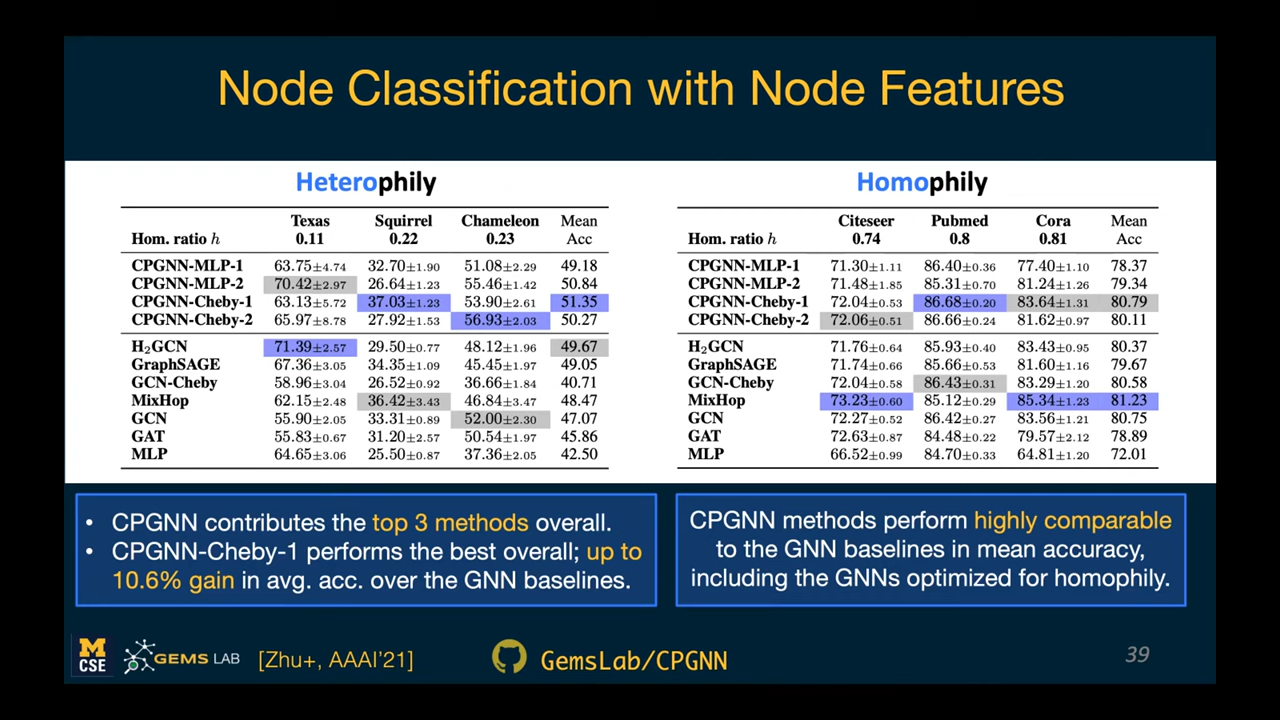 Node Classification with Node Features
Heterophily
Texas Squirrel Chameleon Mean
Hom. ratio h 0.11 0.22 0.23 Acc
CPGNN-MLP-1 63.75±4.74 32.70±1.90 51.08±2.29 49.18
CPGNN-MLP-2 70.42±2.97 26.64±1.23 55.46±1.42 50.84
CPGNN-Cheby-1 63.13±5.72 37.03±1.23 53.90±2.61 51.35
CPGNN-Cheby-2 65.97±8.78 27.92±1.53 56.93±2.03 50.27
H₂GCN 71.39±2.57 29.50±0.77 48.12±1.96 49.67
GraphSAGE 67.36±3.05 34.35±1.09 45.45±1.97 49.05
GCN-Cheby 58.96±3.04 26.52±0.92 36.66±1.84 40.71
MixHop 62.15±2.48 36.42±3.43 46.84±3.47 48.47
GCN 55.90±2.05 33.31±0.89 52.00±2.30 47.07
GAT 55.83±0.67 31.20±2.57 50.54±1.97 45.86
MLP 64.65±3.06 25.50±0.87 37.36±2.05 42.50
Homophily
Citeseer Pubmed Cora Mean
Hom. ratio h 0.74 0.8 0.81 Acc
CPGNN-MLP-1 71.30±1.11 86.40±0.36 77.40±1.10 78.37
CPGNN-MLP-2 71.48±1.85 85.31±0.70 81.24±1.26 79.34
CPGNN-Cheby-1 72.04±0.53 86.68±0.20 83.64±1.31 80.79
CPGNN-Cheby-2 72.06±0.51 86.66±0.24 81.62±0.97 80.11
H₂GCN 71.76±0.64 85.93±0.40 83.43±0.95 80.37
GraphSAGE 71.74±0.66 85.66±0.53 81.60±1.16 79.67
GCN-Cheby 72.04±0.58 86.43±0.31 83.29±1.20 80.58
MixHop 73.23±0.60 85.12±0.29 85.34±1.23 81.23
GCN 72.27±0.52 86.42±0.27 83.56±1.21 80.75
GAT 72.63±0.87 84.48±0.22 79.57±2.12 78.89
MLP 66.52±0.99 84.70±0.33 64.81±1.20 72.01
• CPGNN contributes the top 3 methods overall.
• CPGNN-Cheby-1 performs the best overall; up to
10.6% gain in avg. acc. over the GNN baselines.
CPGNN methods perform highly comparable
to the GNN baselines in mean accuracy,
including the GNNs optimized for homophily.
M
CSE
GEMS LAB
[Zhu+, AAAI'21]
GemsLab/CPGNN
39